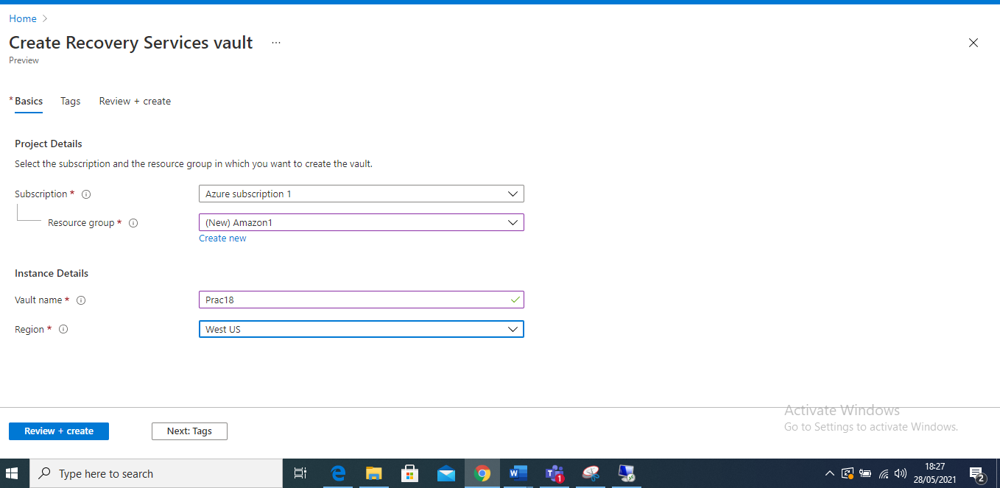 Home
Create Recovery Services vault ...
Preview
* Basics Tags Review + create
Project Details
Select the subscription and the resource group in which you want to create the vault.
Subscription * Azure subscription 1
Resource group * (New) Amazon1
Create new
Instance Details
Vault name * Prac18
Region * West US
Activate Windows
Go to Settings to activate Windows.
Review + create Next: Tags
Type here to search
W
T 1
18:27
28/05/2021
2